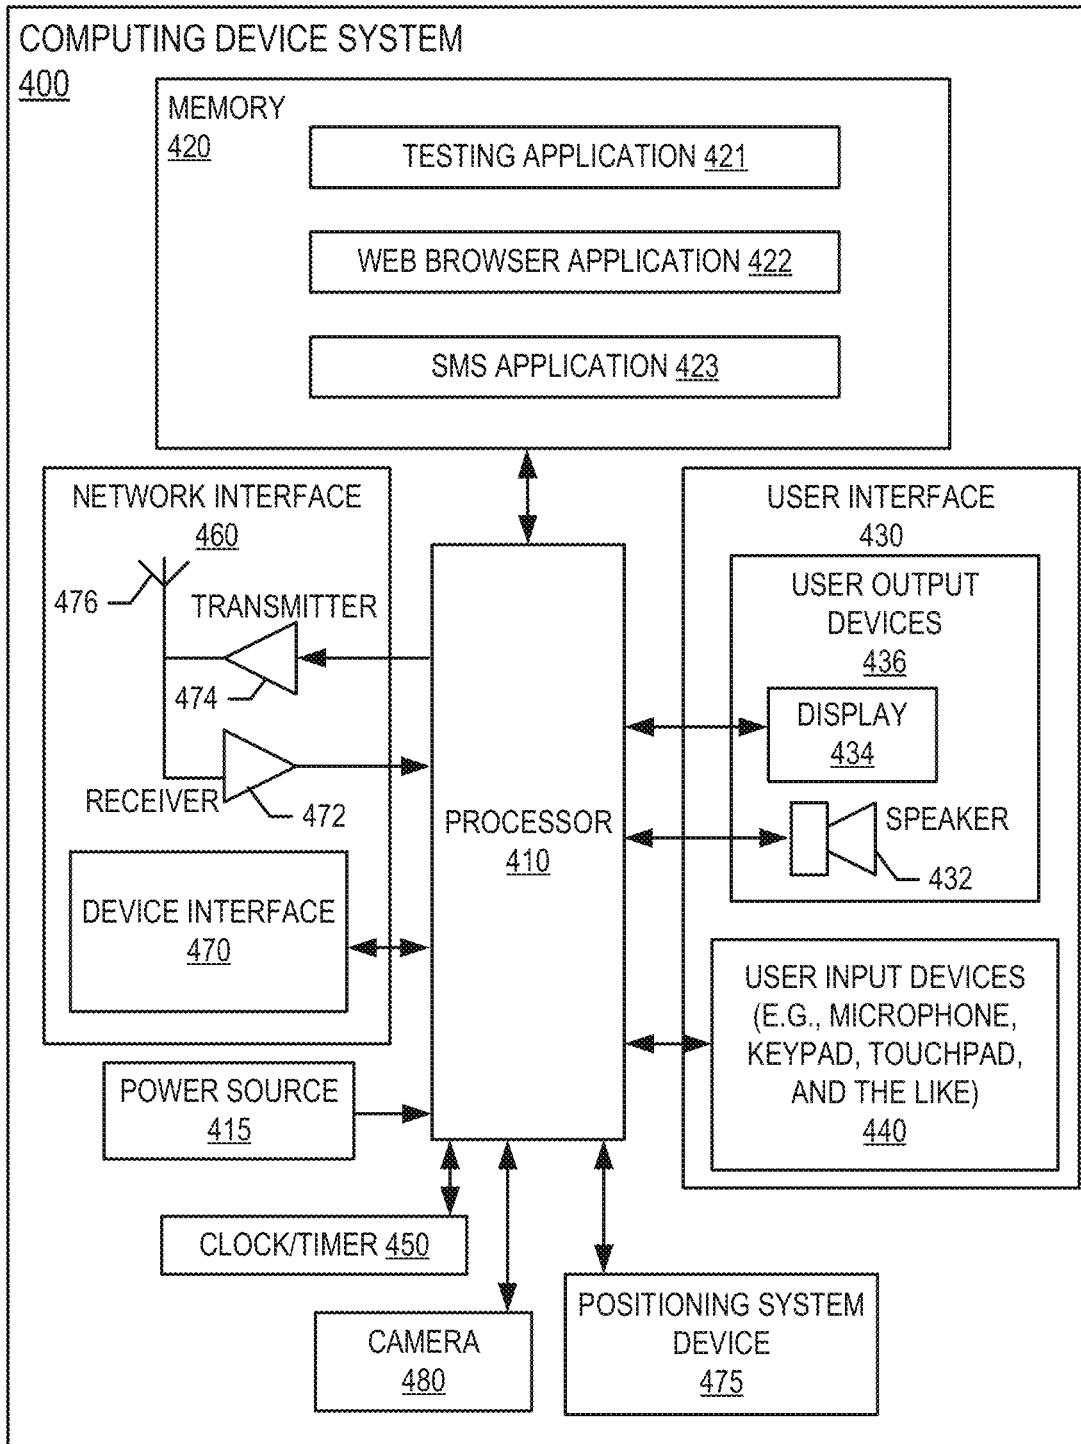 COMPUTING DEVICE SYSTEM
400
MEMORY
420
TESTING APPLICATION 421
WEB BROWSER APPLICATION 422
SMS APPLICATION 423
NETWORK INTERFACE
460
476
TRANSMITTER
474
RECEIVER
472
DEVICE INTERFACE
470
PROCESSOR
410
USER INTERFACE
430
USER OUTPUT
DEVICES
436
DISPLAY
434
SPEAKER
432
USER INPUT DEVICES
(E.G., MICROPHONE,
KEYPAD, TOUCHPAD,
AND THE LIKE)
440
POWER SOURCE
415
CLOCK/TIMER 450
CAMERA
480
POSITIONING SYSTEM
DEVICE
475